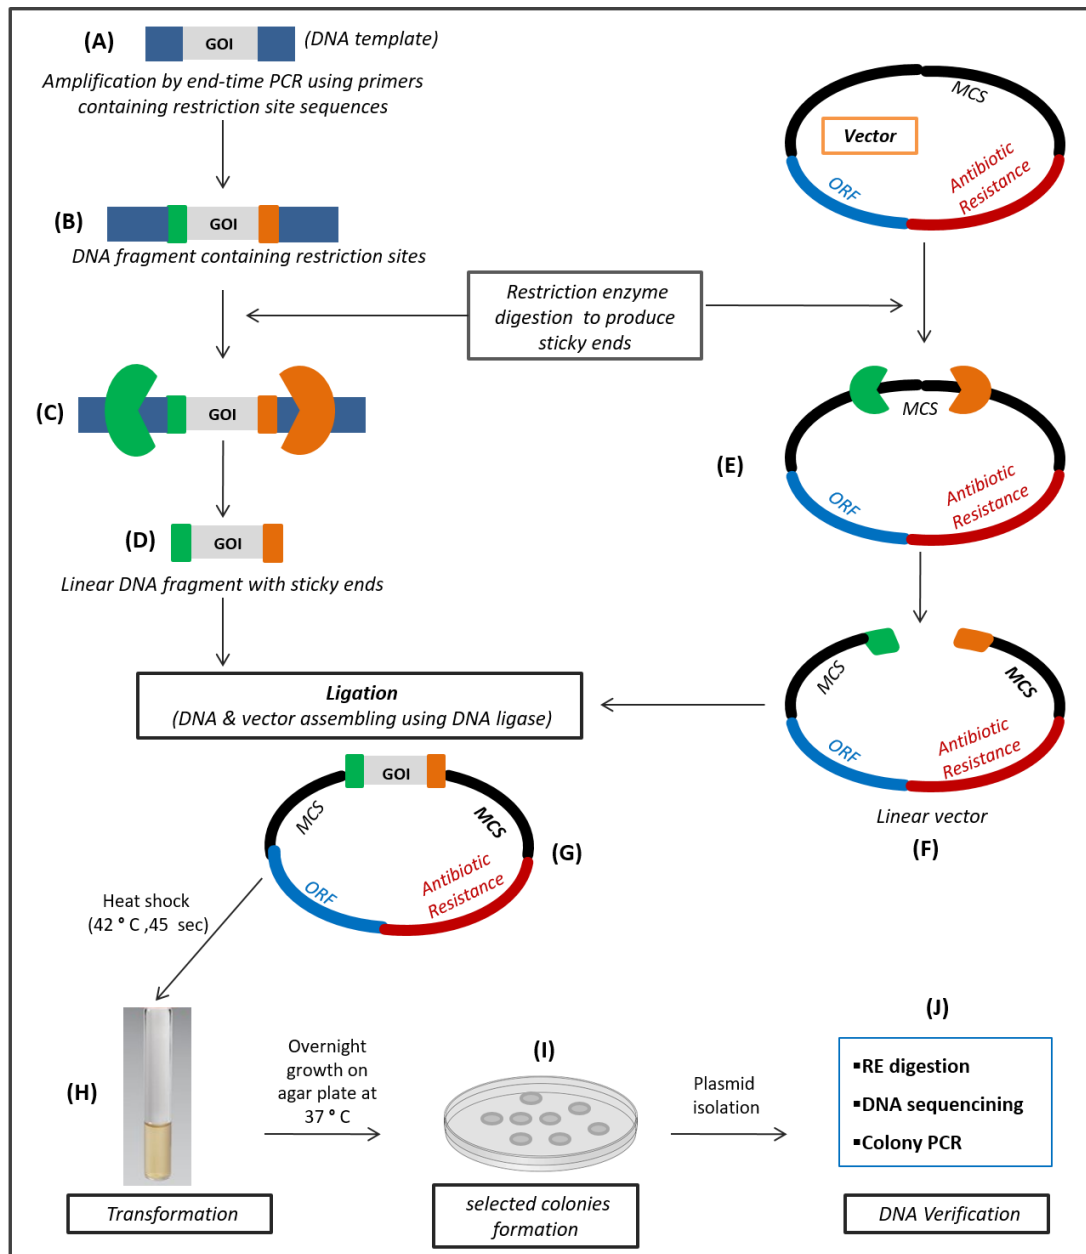 (A)
GOI
(DNA template)
Amplification by end-time PCR using primers
containing restriction site sequences
MCS
Vector
ORF
Antibiotic
Resistance
(B)
GOI
DNA fragment containing restriction sites
Restriction enzyme
digestion to produce
sticky ends
(C)
GOI
MCS
(E)
ORF
Antibiotic
Resistance
(D)
GOI
Linear DNA fragment with sticky ends
MCS
MCS
ORF
Antibiotic
Resistance
Linear vector
(F)
Ligation
(DNA & vector assembling using DNA ligase)
GOI
MCS
MCS
(G)
ORF
Antibiotic
Resistance
Heat shock
(42 ° C ,45 sec)
(H)
Transformation
Overnight
growth on
agar plate at
37 ° C
(I)
selected colonies
formation
Plasmid
isolation
(J)
▪RE digestion
▪DNA sequencining
▪Colony PCR
DNA Verification